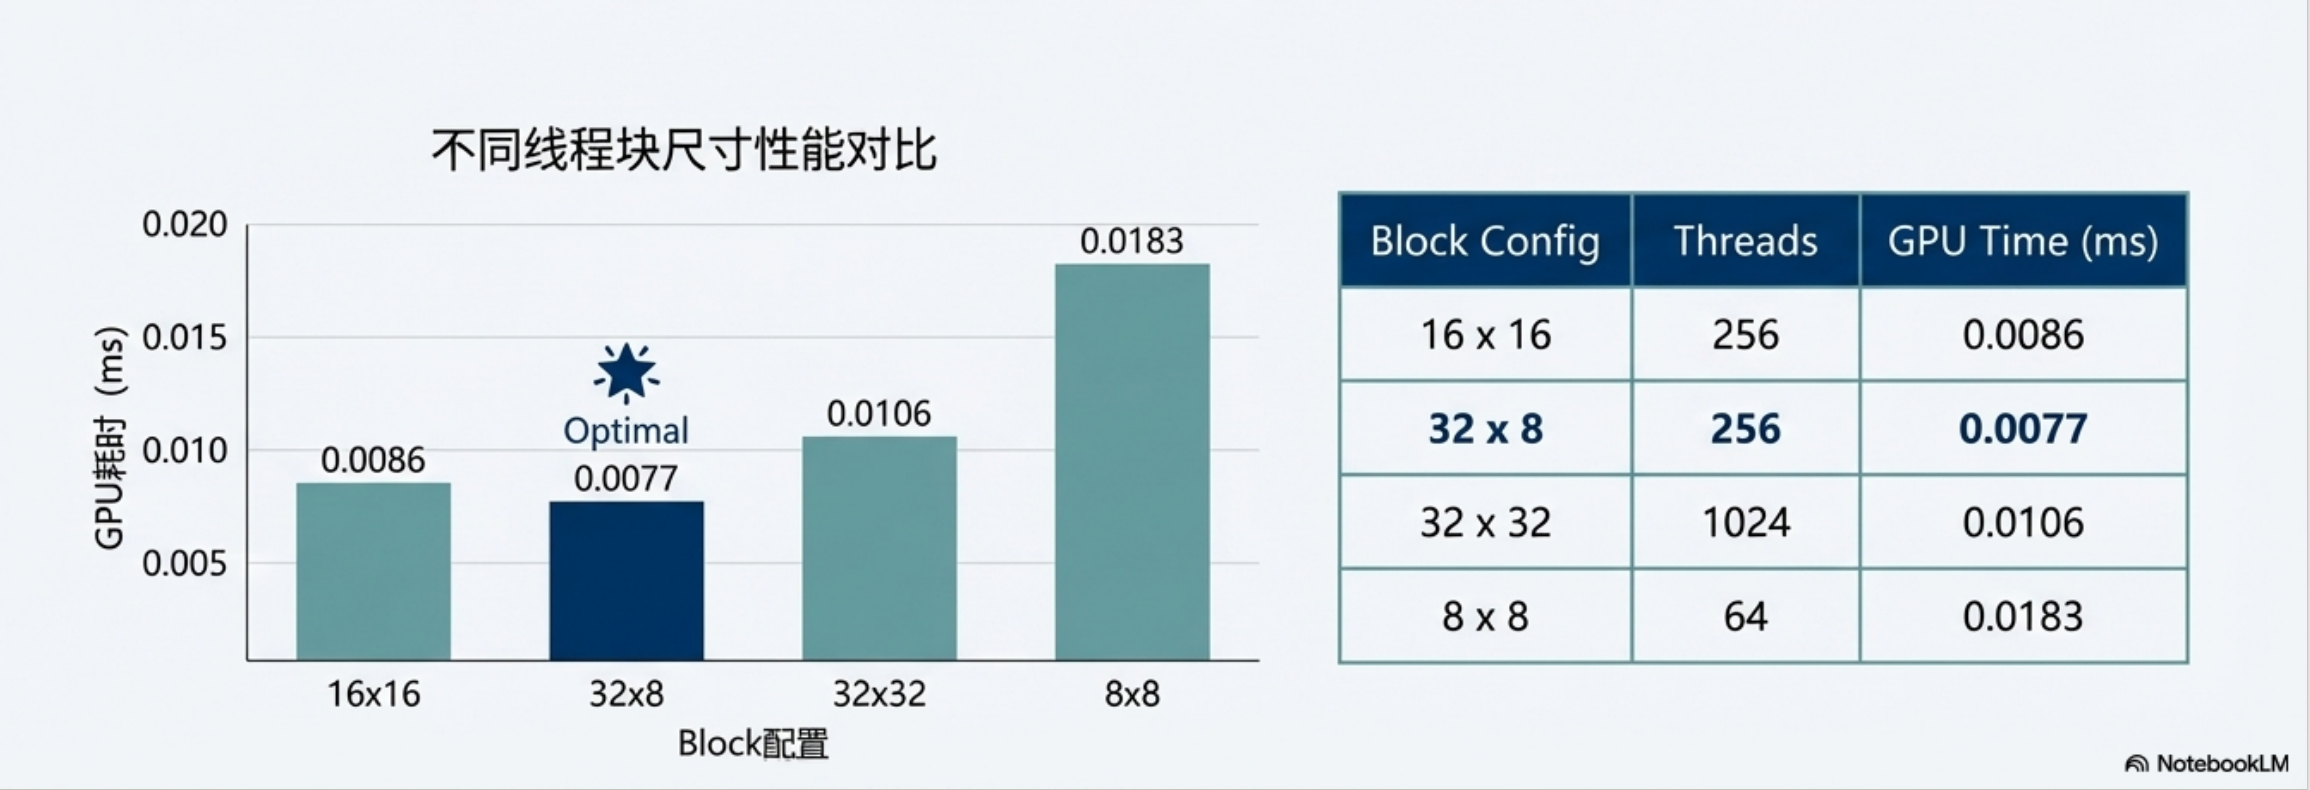 不同线程块尺寸性能对比
GPU耗时 (ms)
0.020
0.015
0.010
0.005
0.0086
Optimal
0.0077
0.0106
0.0183
16x16
32x8
32x32
8x8
Block配置
Block Config Threads GPU Time (ms)
16 x 16 256 0.0086
32 x 8 256 0.0077
32 x 32 1024 0.0106
8 x 8 64 0.0183
NotebookLM